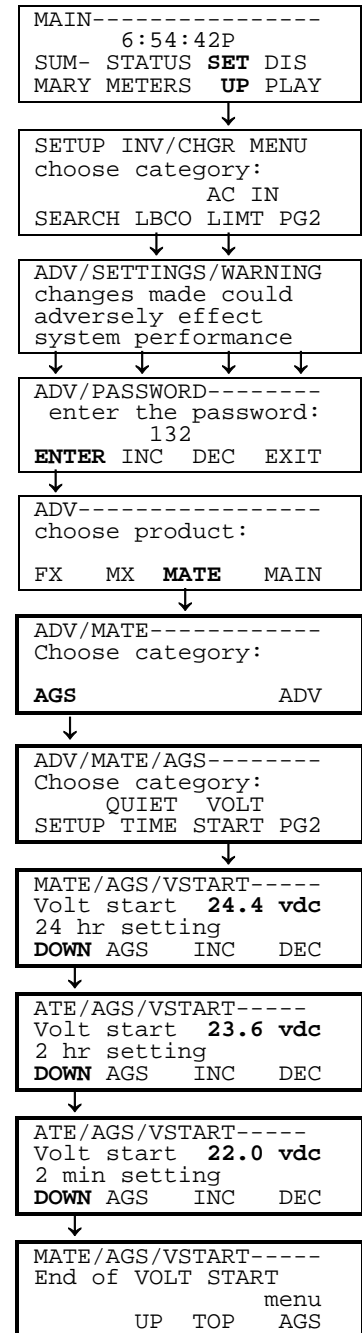 MAIN-----------------
6:54:42P
SUM- STATUS SET DIS
MARY METERS UP PLAY
SETUP INV/CHGR MENU
choose category:
AC IN
SEARCH LBCO LIMT PG2
ADV/SETTINGS/WARNING
changes made could
adversely effect
system performance
ADV/PASSWORD--------
enter the password:
132
ENTER INC DEC EXIT
ADV-----------------
choose product:
FX MX MATE MAIN
ADV/MATE------------
Choose category:
AGS ADV
ADV/MATE/AGS--------
Choose category:
QUIET VOLT
SETUP TIME START PG2
MATE/AGS/VSTART-----
Volt start 24.4 vdc
24 hr setting
DOWN AGS INC DEC
ATE/AGS/VSTART-----
Volt start 23.6 vdc
2 hr setting
DOWN AGS INC DEC
ATE/AGS/VSTART-----
Volt start 22.0 vdc
2 min setting
DOWN AGS INC DEC
MATE/AGS/VSTART-----
End of VOLT START
menu
UP TOP AGS